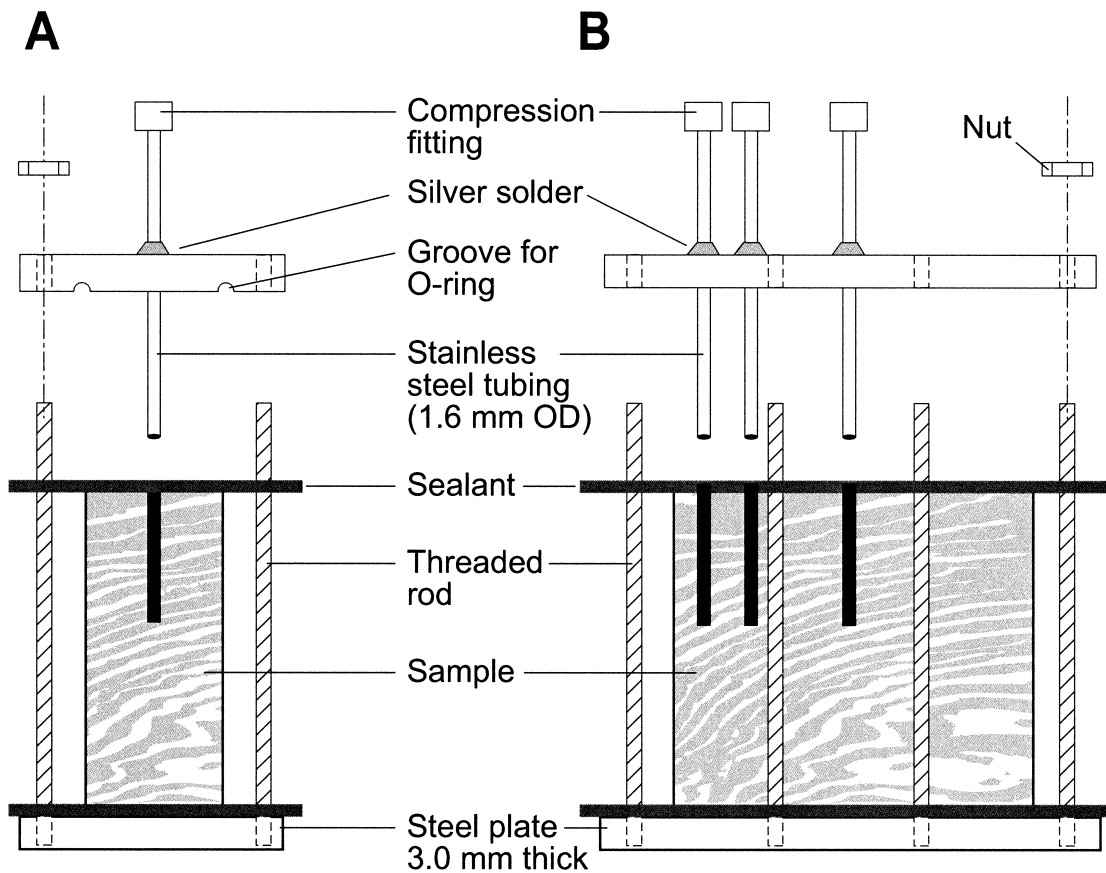 A
B
Compression
fitting
Nut
Silver solder
Groove for
O-ring
Stainless
steel tubing
(1.6 mm OD)
Sealant
Threaded
rod
Sample
Steel plate
3.0 mm thick